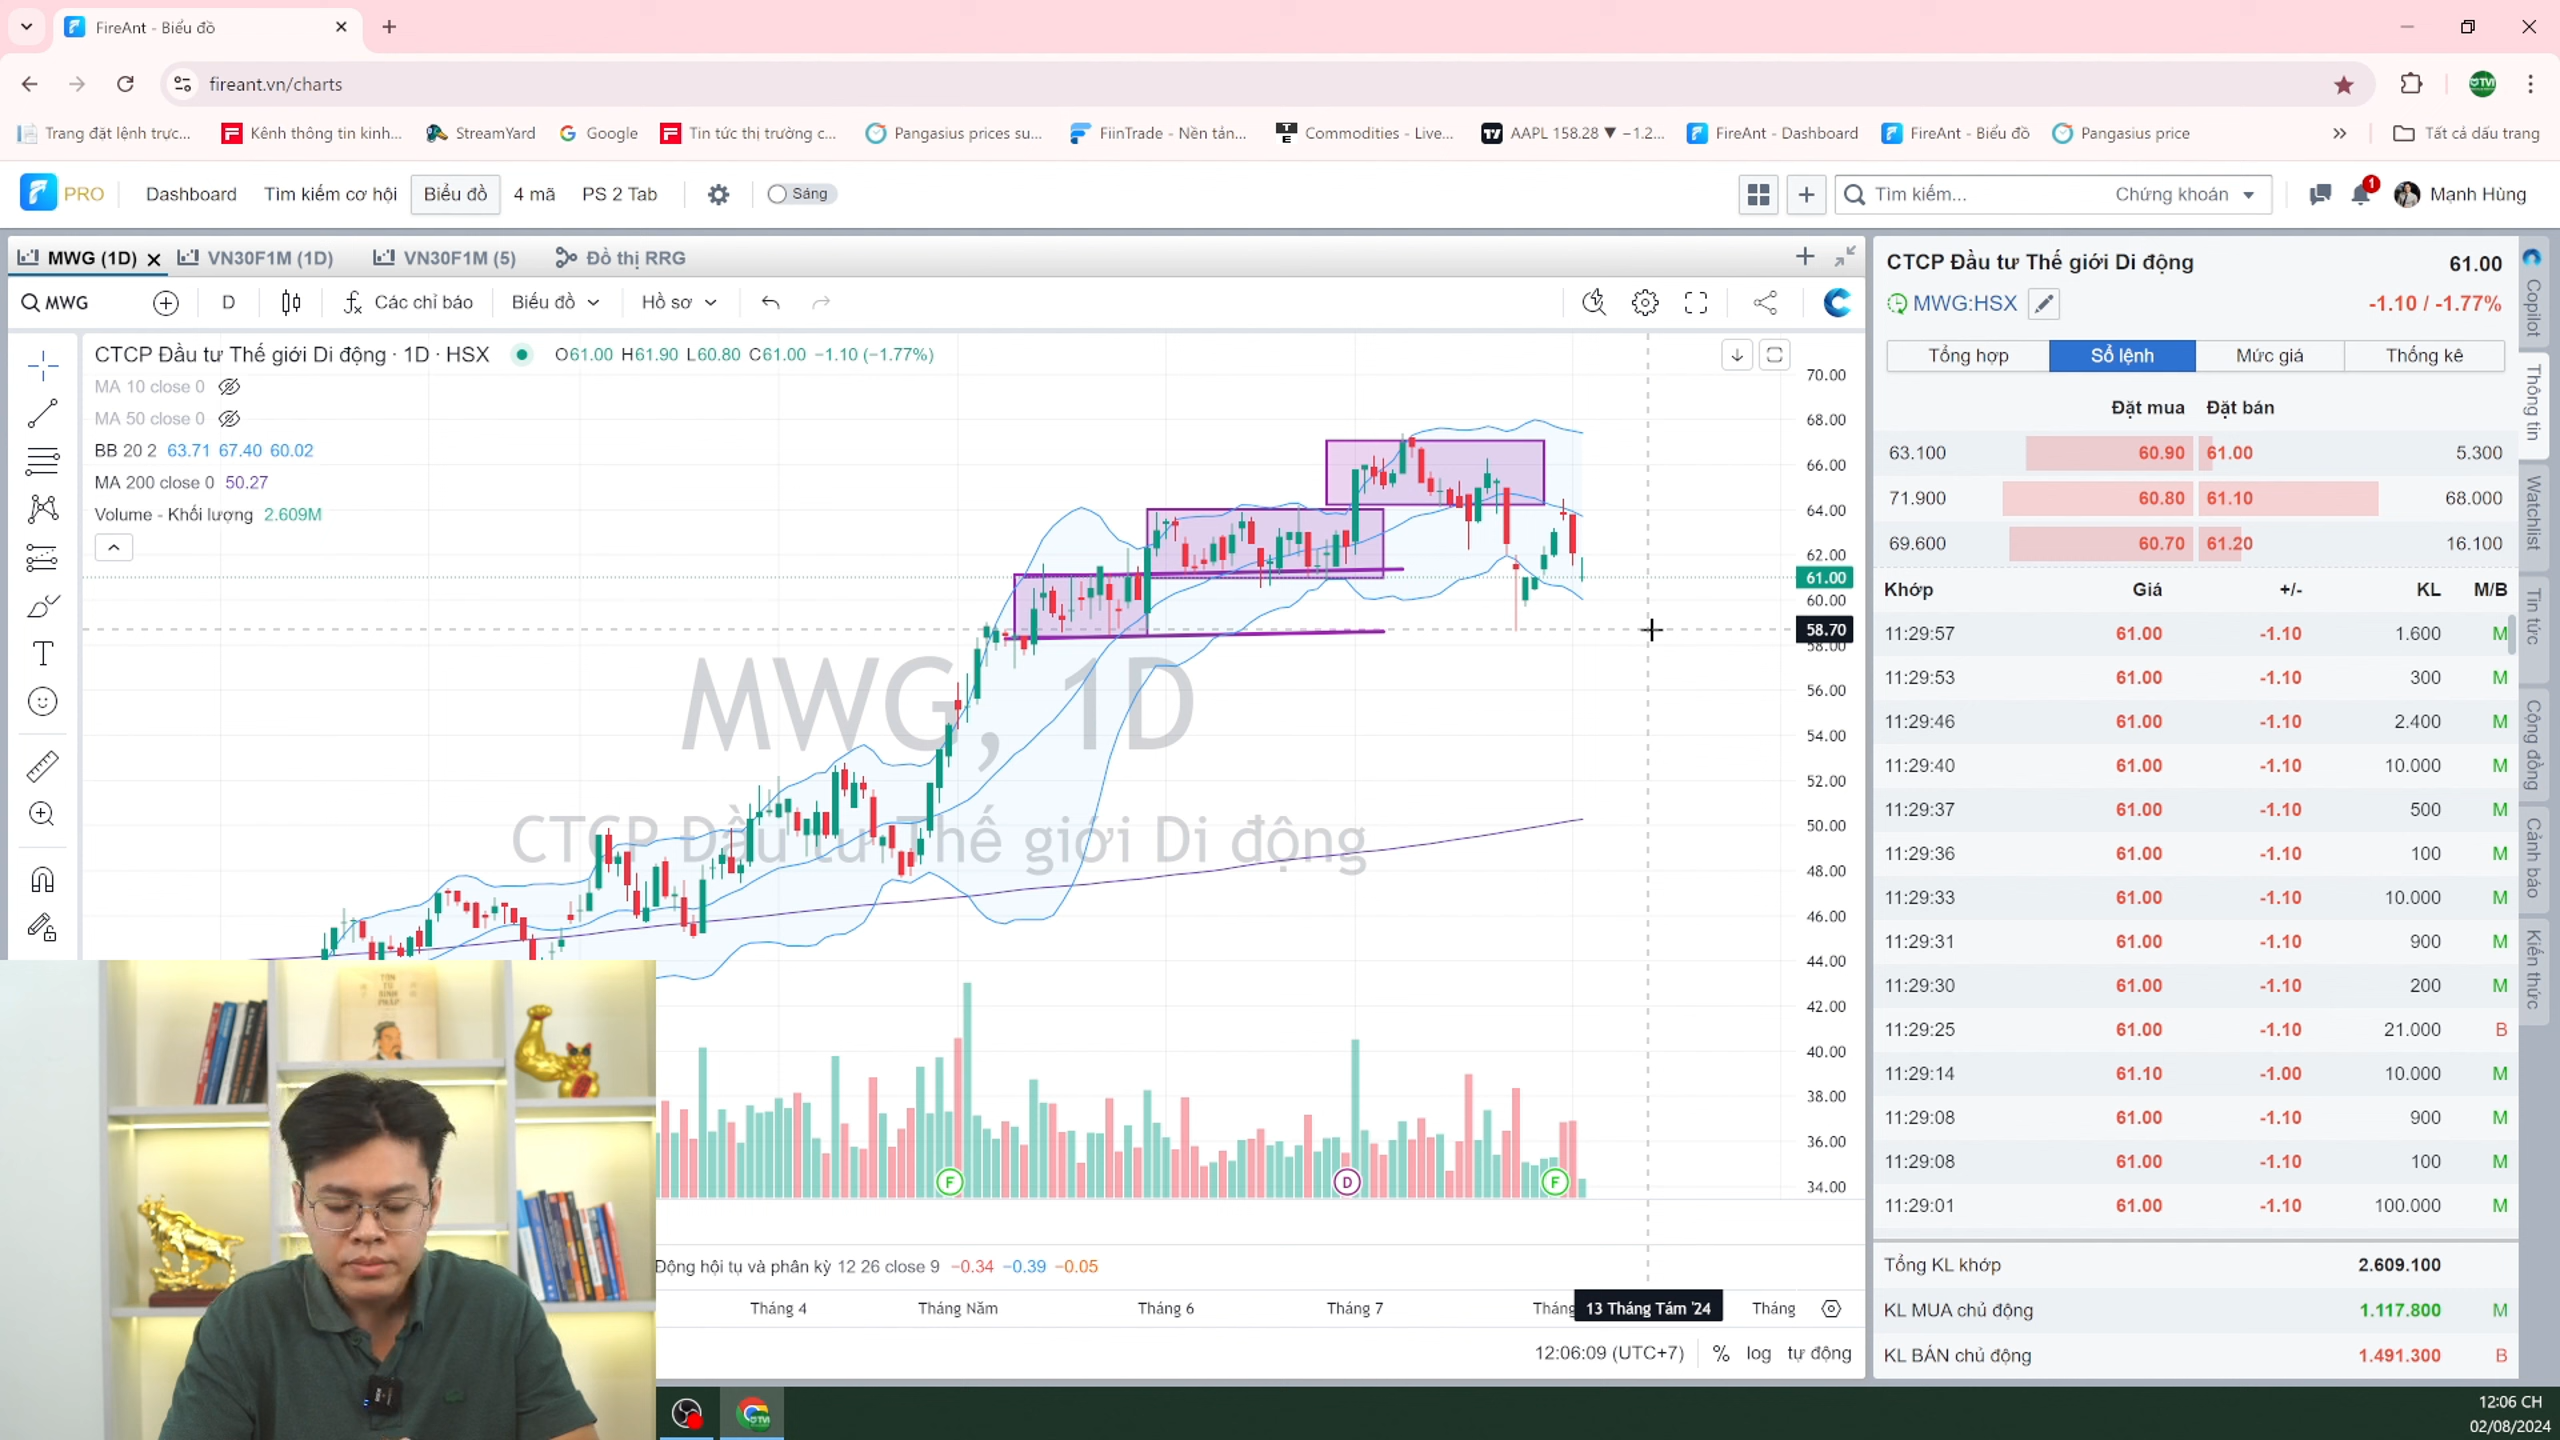 FireAnt - Biểu đồ
fireant.vn/charts
Trang đặt lệnh trực...
Kênh thông tin kinh...
StreamYard
Google
Tin tức thị trường c...
Pangasius prices su...
FiinTrade - Nền tản...
Commodities - Live...
AAPL 158.28 ▼ −1.2...
FireAnt - Dashboard
FireAnt - Biểu đồ
Pangasius price
Tất cả dấu trang
PRO
Dashboard
Tìm kiếm cơ hội
Biểu đồ
4 mã
PS 2 Tab
Sáng
Tìm kiếm...
Chứng khoán
1
Mạnh Hùng
MWG (1D)
VN30F1M (1D)
VN30F1M (5)
Đồ thị RRG
MWG
D
Các chỉ báo
Biểu đồ
Hồ sơ
CTCP Đầu tư Thế giới Di động · 1D · HSX
O61.00 H61.90 L60.80 C61.00 −1.10 (−1.77%)
MA 10 close 0
MA 50 close 0
BB 20 2 63.71 67.40 60.02
MA 200 close 0 50.27
Volume - Khối lượng 2.609M
MWG, 1D
CTCP Đầu tư Thế giới Di động
70.00
68.00
66.00
64.00
62.00
61.00
60.00
58.70
58.00
56.00
54.00
52.00
50.00
48.00
46.00
44.00
42.00
40.00
38.00
36.00
34.00
F
D
F
Động hội tụ và phân kỳ 12 26 close 9 −0.34 −0.39 −0.05
Tháng 4
Tháng Năm
Tháng 6
Tháng 7
Tháng
13 Tháng Tám '24
Tháng
12:06:09 (UTC+7)
%
log
tự động
CTCP Đầu tư Thế giới Di động
61.00
MWG:HSX
-1.10 / -1.77%
Tổng hợp
Sổ lệnh
Mức giá
Thống kê
Đặt mua
Đặt bán
63.100 60.90 61.00 5.300
71.900 60.80 61.10 68.000
69.600 60.70 61.20 16.100
Khớp Giá +/- KL M/B
11:29:57 61.00 -1.10 1.600 M
11:29:53 61.00 -1.10 300 M
11:29:46 61.00 -1.10 2.400 M
11:29:40 61.00 -1.10 10.000 M
11:29:37 61.00 -1.10 500 M
11:29:36 61.00 -1.10 100 M
11:29:33 61.00 -1.10 10.000 M
11:29:31 61.00 -1.10 900 M
11:29:30 61.00 -1.10 200 M
11:29:25 61.00 -1.10 21.000 B
11:29:14 61.10 -1.00 10.000 M
11:29:08 61.00 -1.10 900 M
11:29:08 61.00 -1.10 100 M
11:29:01 61.00 -1.10 100.000 M
Tổng KL khớp 2.609.100
KL MUA chủ động 1.117.800 M
KL BÁN chủ động 1.491.300 B
Copilot
Thông tin
Watchlist
Tin tức
Cộng đồng
Cảnh báo
Kiến thức
TÔN
TỬ
BINH
PHÁP
12:06 CH
02/08/2024